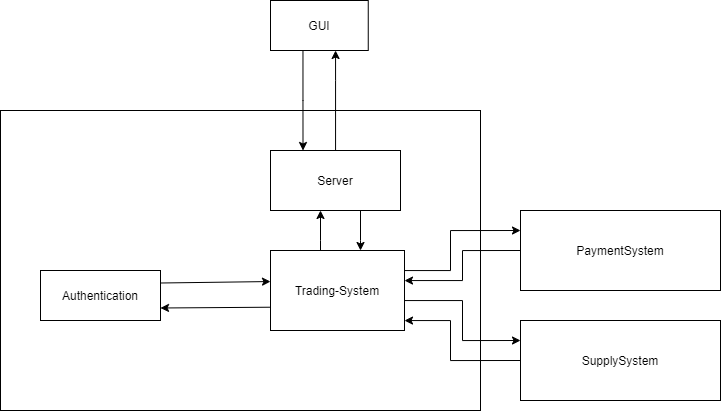 GUI
Server
Trading-System
Authentication
PaymentSystem
SupplySystem